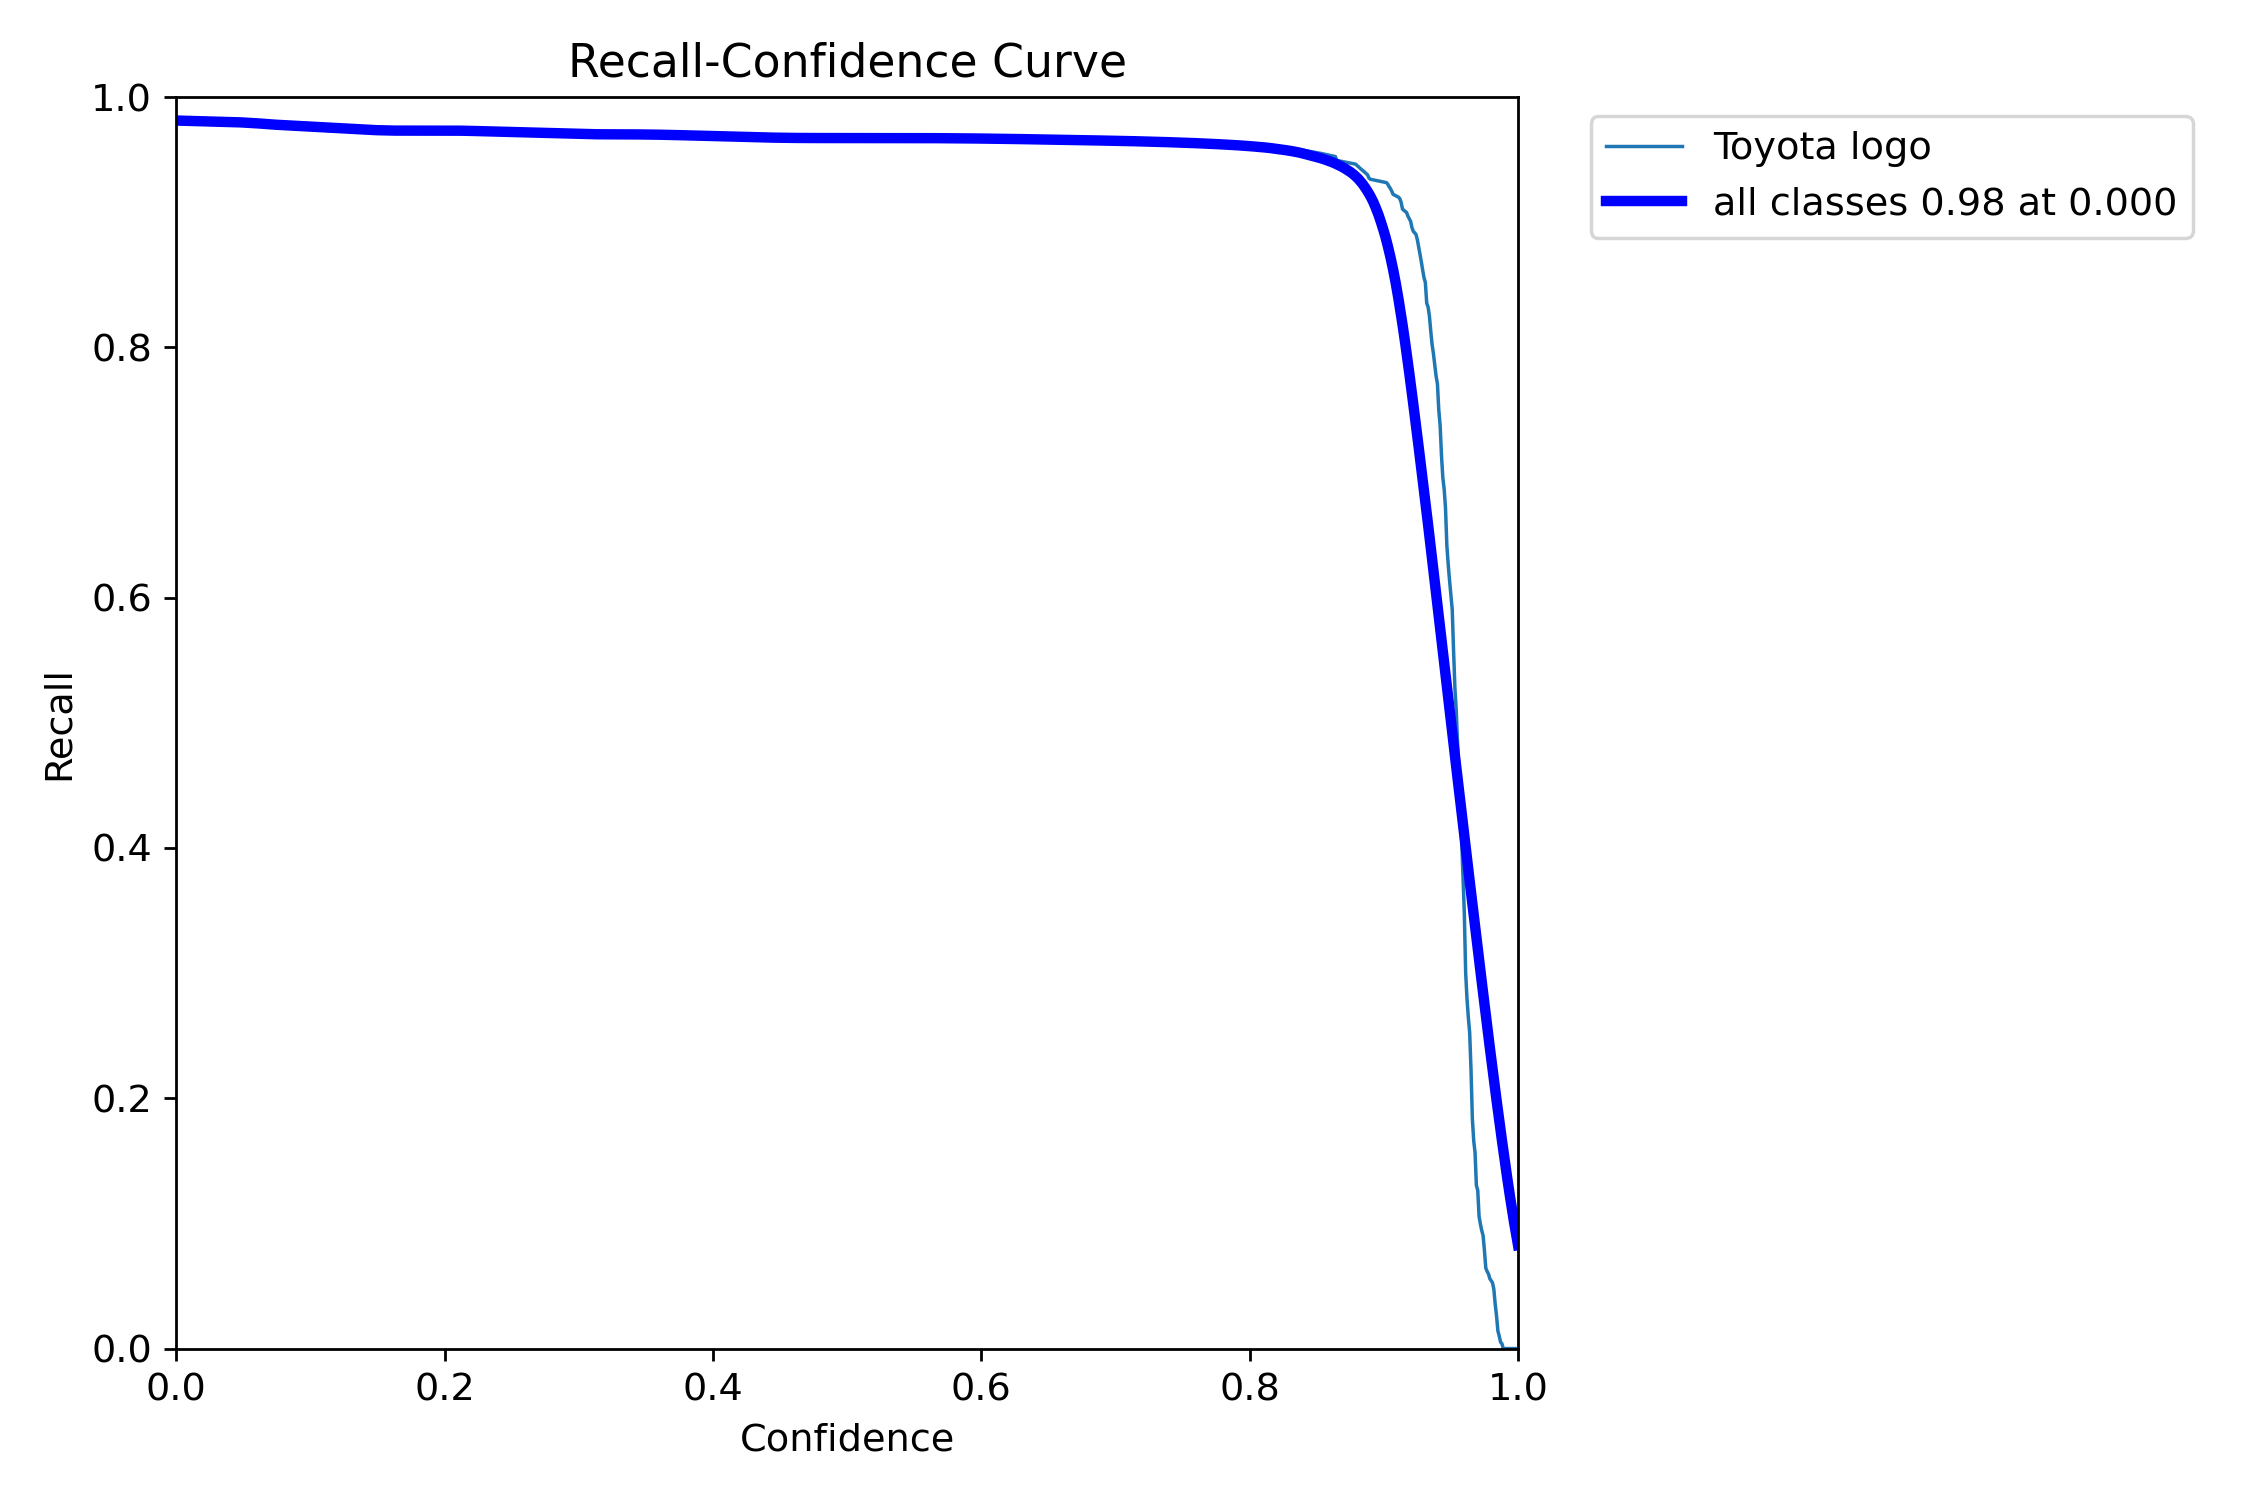 Recall-Confidence Curve
1.0
0.8
0.6
0.4
0.2
0.0
Recall
0.0 0.2 0.4 0.6 0.8 1.0
Confidence
Toyota logo
all classes 0.98 at 0.000